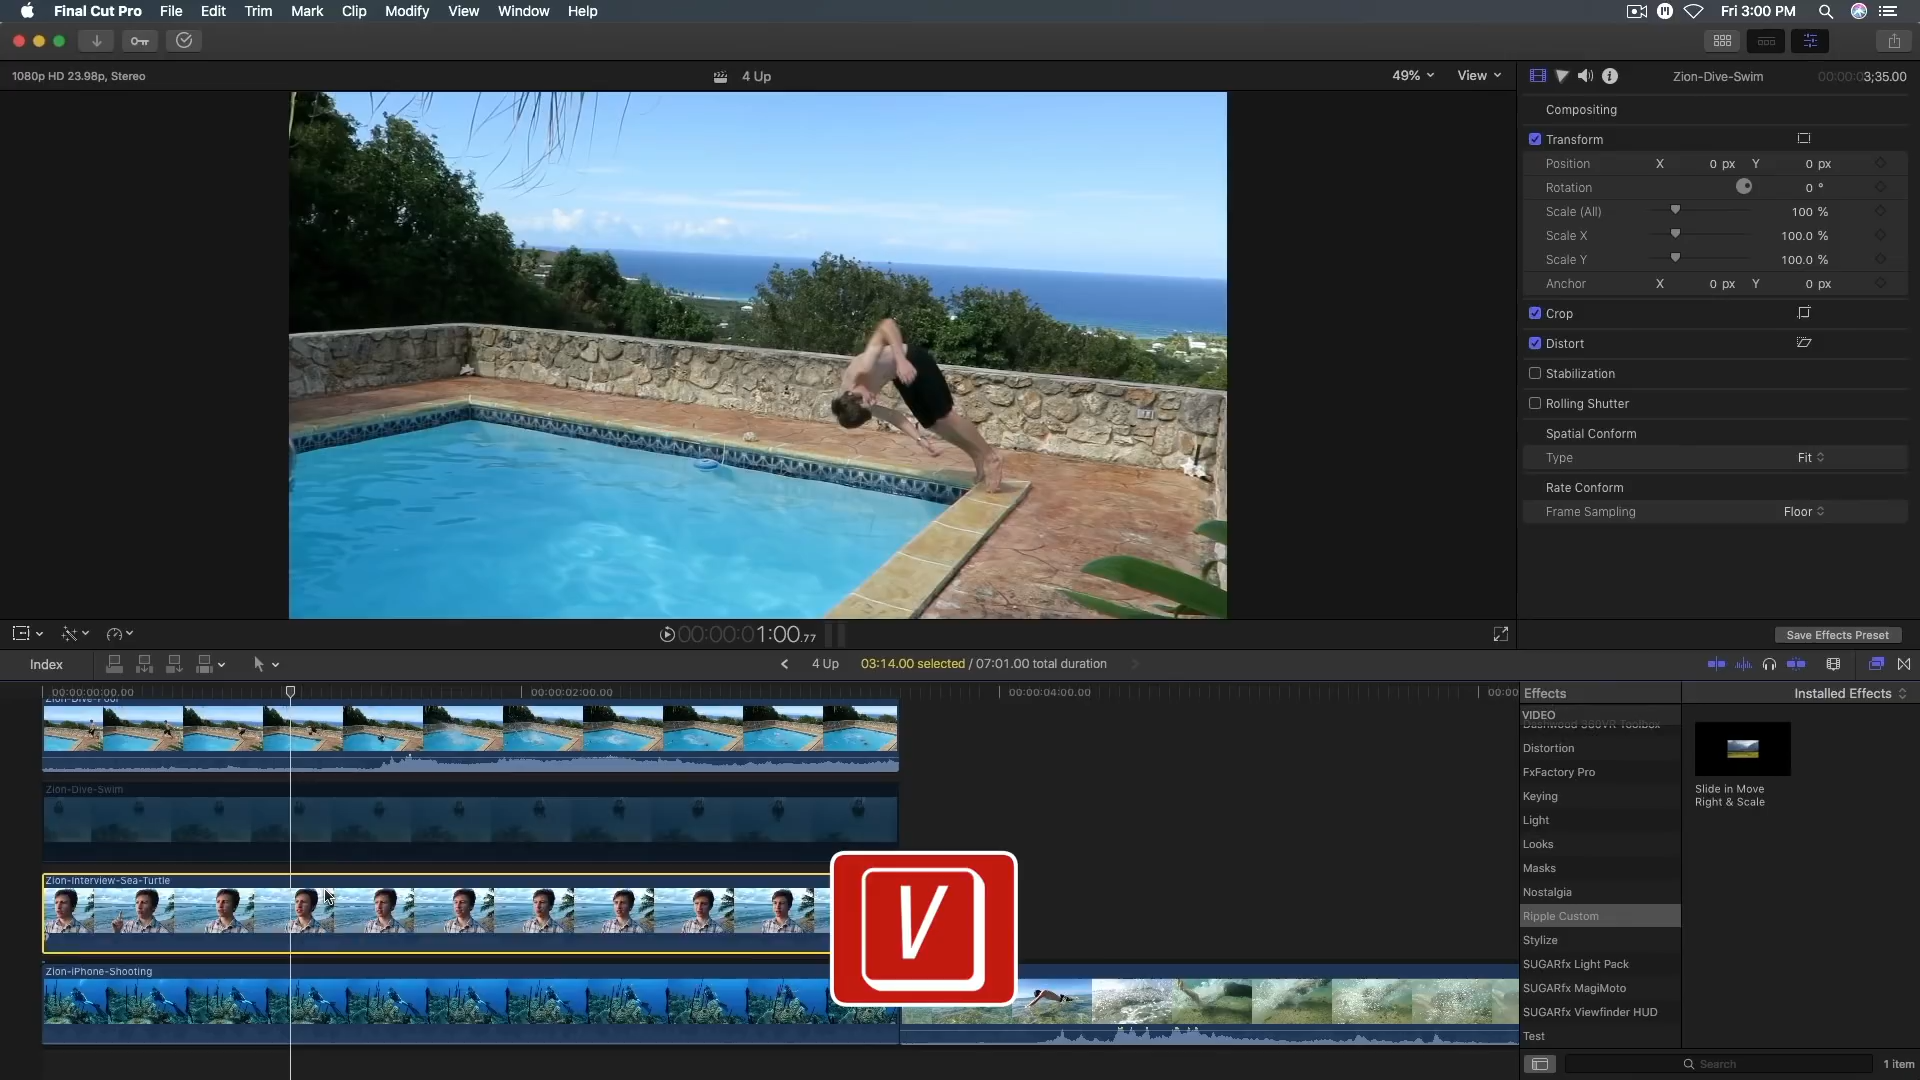 Final Cut Pro File Edit Trim Mark Clip Modify View Window Help Fri 3:00 PM
1080p HD 23.98p, Stereo 4 Up 49% View Zion-Dive-Swim 00:00:03;35.00
Compositing
Transform
Position X 0 px Y 0 px
Rotation 0 °
Scale (All) 100 %
Scale X 100.0 %
Scale Y 100.0 %
Anchor X 0 px Y 0 px
Crop
Distort
Stabilization
Rolling Shutter
Spatial Conform
Type Fit
Rate Conform
Frame Sampling Floor
00:00:01:00.77 Save Effects Preset
Index 4 Up 03:14.00 selected / 07:01.00 total duration
00:00:00:00.00 00:00:02:00.00 00:00:04:00.00 00:00 Effects Installed Effects
Zion-Dive-Pool
VIDEO
Dashwood 360VR Toolbox
Distortion
FxFactory Pro
Keying
Light
Looks
Masks
Nostalgia
Ripple Custom
Stylize
SUGARfx Light Pack
SUGARfx MagiMoto
SUGARfx Viewfinder HUD
Test
Slide in Move
Right & Scale
Zion-Dive-Swim
Zion-Interview-Sea-Turtle
V
Zion-iPhone-Shooting
Search 1 item